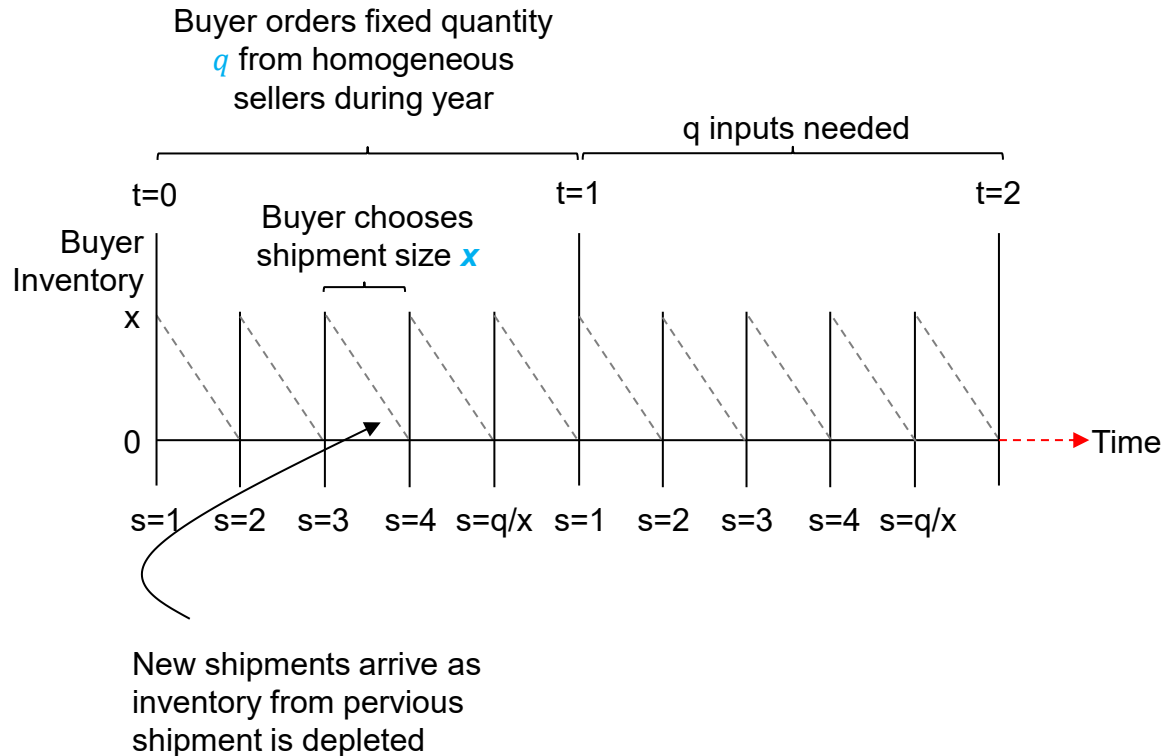 Buyer orders fixed quantity
q from homogeneous
sellers during year
q inputs needed
t=0
t=1
t=2
Buyer chooses
shipment size x
Buyer
Inventory
x
0
Time
s=1
s=2
s=3
s=4
s=q/x
s=1
s=2
s=3
s=4
s=q/x
New shipments arrive as
inventory from pervious
shipment is depleted